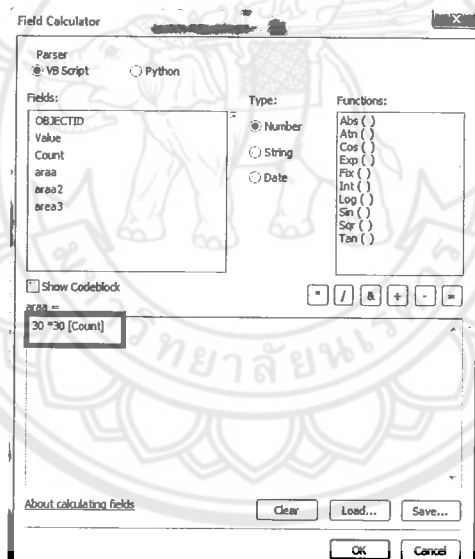 Field Calculator
Parser
VB Script Python
Fields: Type: Functions:
OBJECTID
Value
Count
araa
araa2
area3
Number
String
Date
Abs ( )
Atn ( )
Cos ( )
Exp ( )
Fix ( )
Int ( )
Log ( )
Sin ( )
Sqr ( )
Tan ( )
Show Codeblock
* / & + - =
araa =
30 *30 [Count]
About calculating fields Clear Load... Save...
OK Cancel